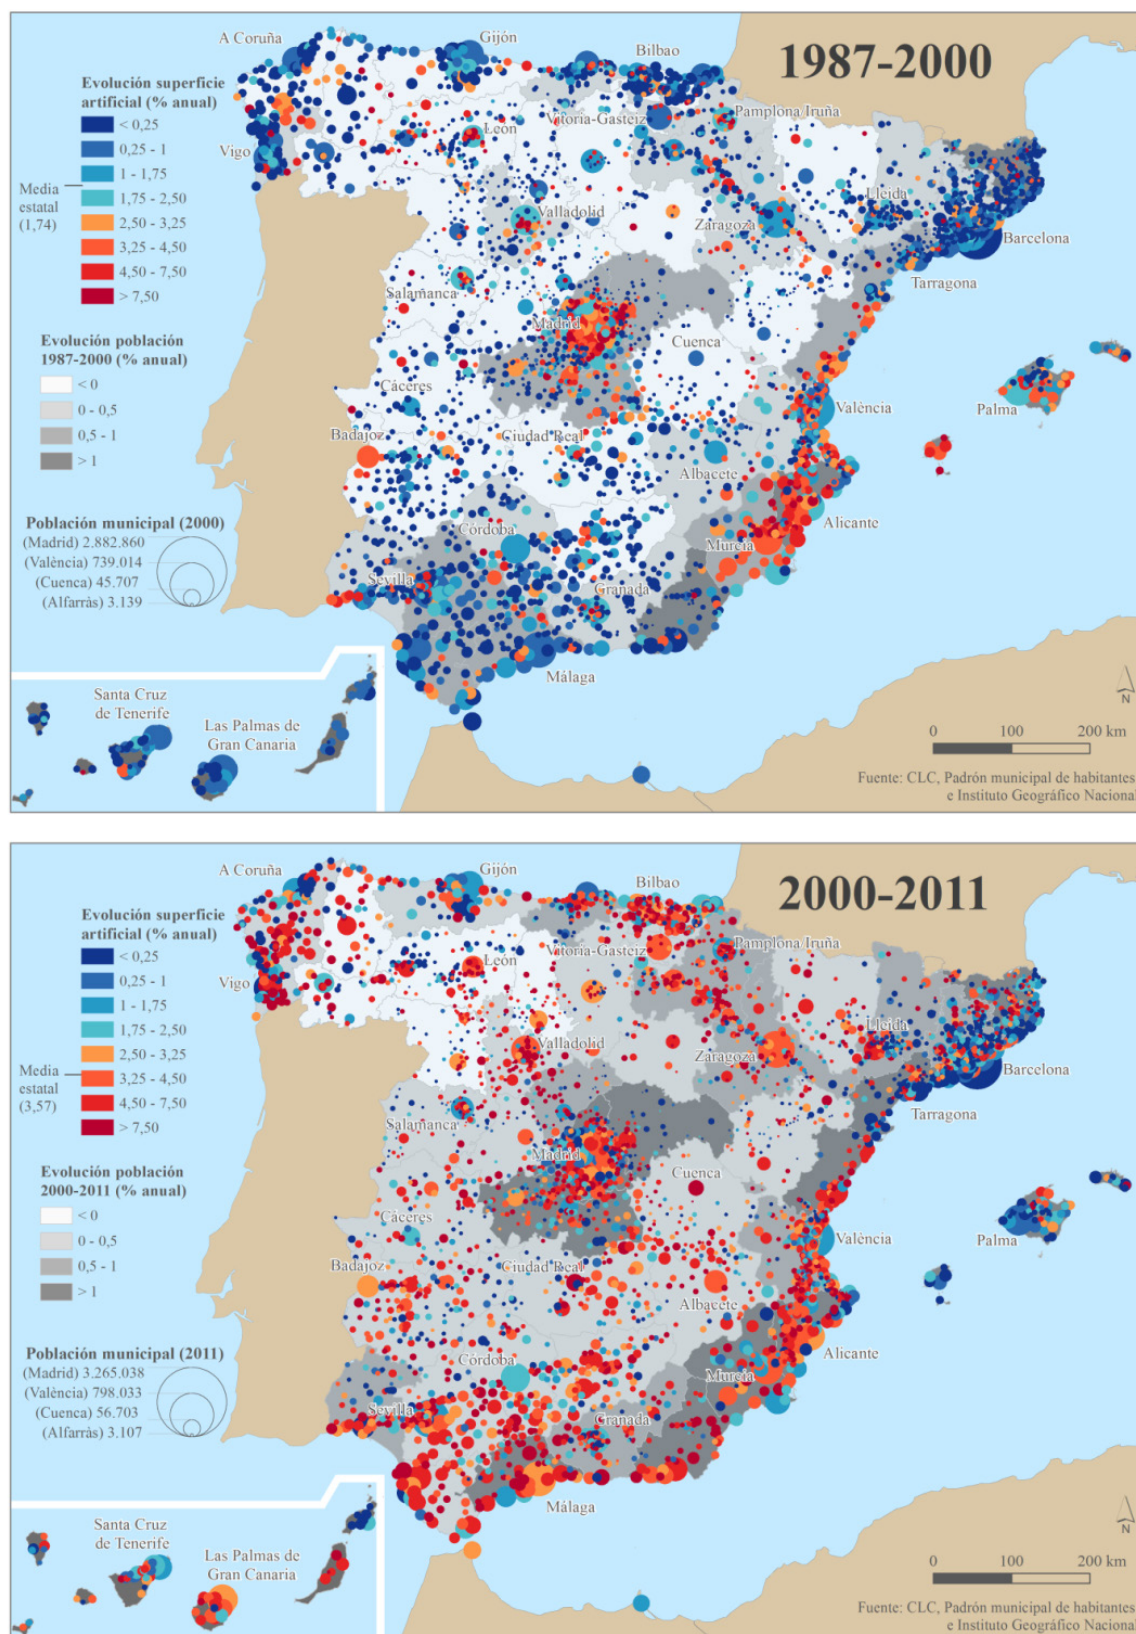 1987-2000
A Coruña
Gijón
Bilbao
Evolución superficie
artificial (% anual)
< 0,25
0,25 - 1
1 - 1,75
1,75 - 2,50
2,50 - 3,25
3,25 - 4,50
4,50 - 7,50
> 7,50
Media
estatal
(1,74)
Vigo
León
Vitoria-Gasteiz
Pamplona Iruña
Lleida
Valladolid
Zaragoza
Barcelona
Tarragona
Salamanca
Madrid
Cuenca
Evolución población
1987-2000 (% anual)
< 0
0 - 0,5
0,5 - 1
> 1
Cáceres
València
Palma
Badajoz
Ciudad Real
Albacete
Alicante
Población municipal (2000)
(Madrid) 2.882.860
(València) 739.014
(Cuenca) 45.707
(Alfarràs) 3.139
Córdoba
Murcia
Sevilla
Granada
Málaga
Santa Cruz
de Tenerife
Las Palmas de
Gran Canaria
N
0 100 200 km
Fuente: CLC, Padrón municipal de habitantes
e Instituto Geográfico Nacional
2000-2011
A Coruña
Gijón
Bilbao
Evolución superficie
artificial (% anual)
< 0,25
0,25 - 1
1 - 1,75
1,75 - 2,50
2,50 - 3,25
3,25 - 4,50
4,50 - 7,50
> 7,50
Media
estatal
(3,57)
Vigo
León
Vitoria-Gasteiz
Pamplona Iruña
Lleida
Valladolid
Zaragoza
Barcelona
Tarragona
Salamanca
Madrid
Cuenca
Evolución población
2000-2011 (% anual)
< 0
0 - 0,5
0,5 - 1
> 1
Cáceres
València
Palma
Badajoz
Ciudad Real
Albacete
Alicante
Población municipal (2011)
(Madrid) 3.265.038
(València) 798.033
(Cuenca) 56.703
(Alfarràs) 3.107
Córdoba
Murcia
Sevilla
Granada
Málaga
Santa Cruz
de Tenerife
Las Palmas de
Gran Canaria
N
0 100 200 km
Fuente: CLC, Padrón municipal de habitantes
e Instituto Geográfico Nacional